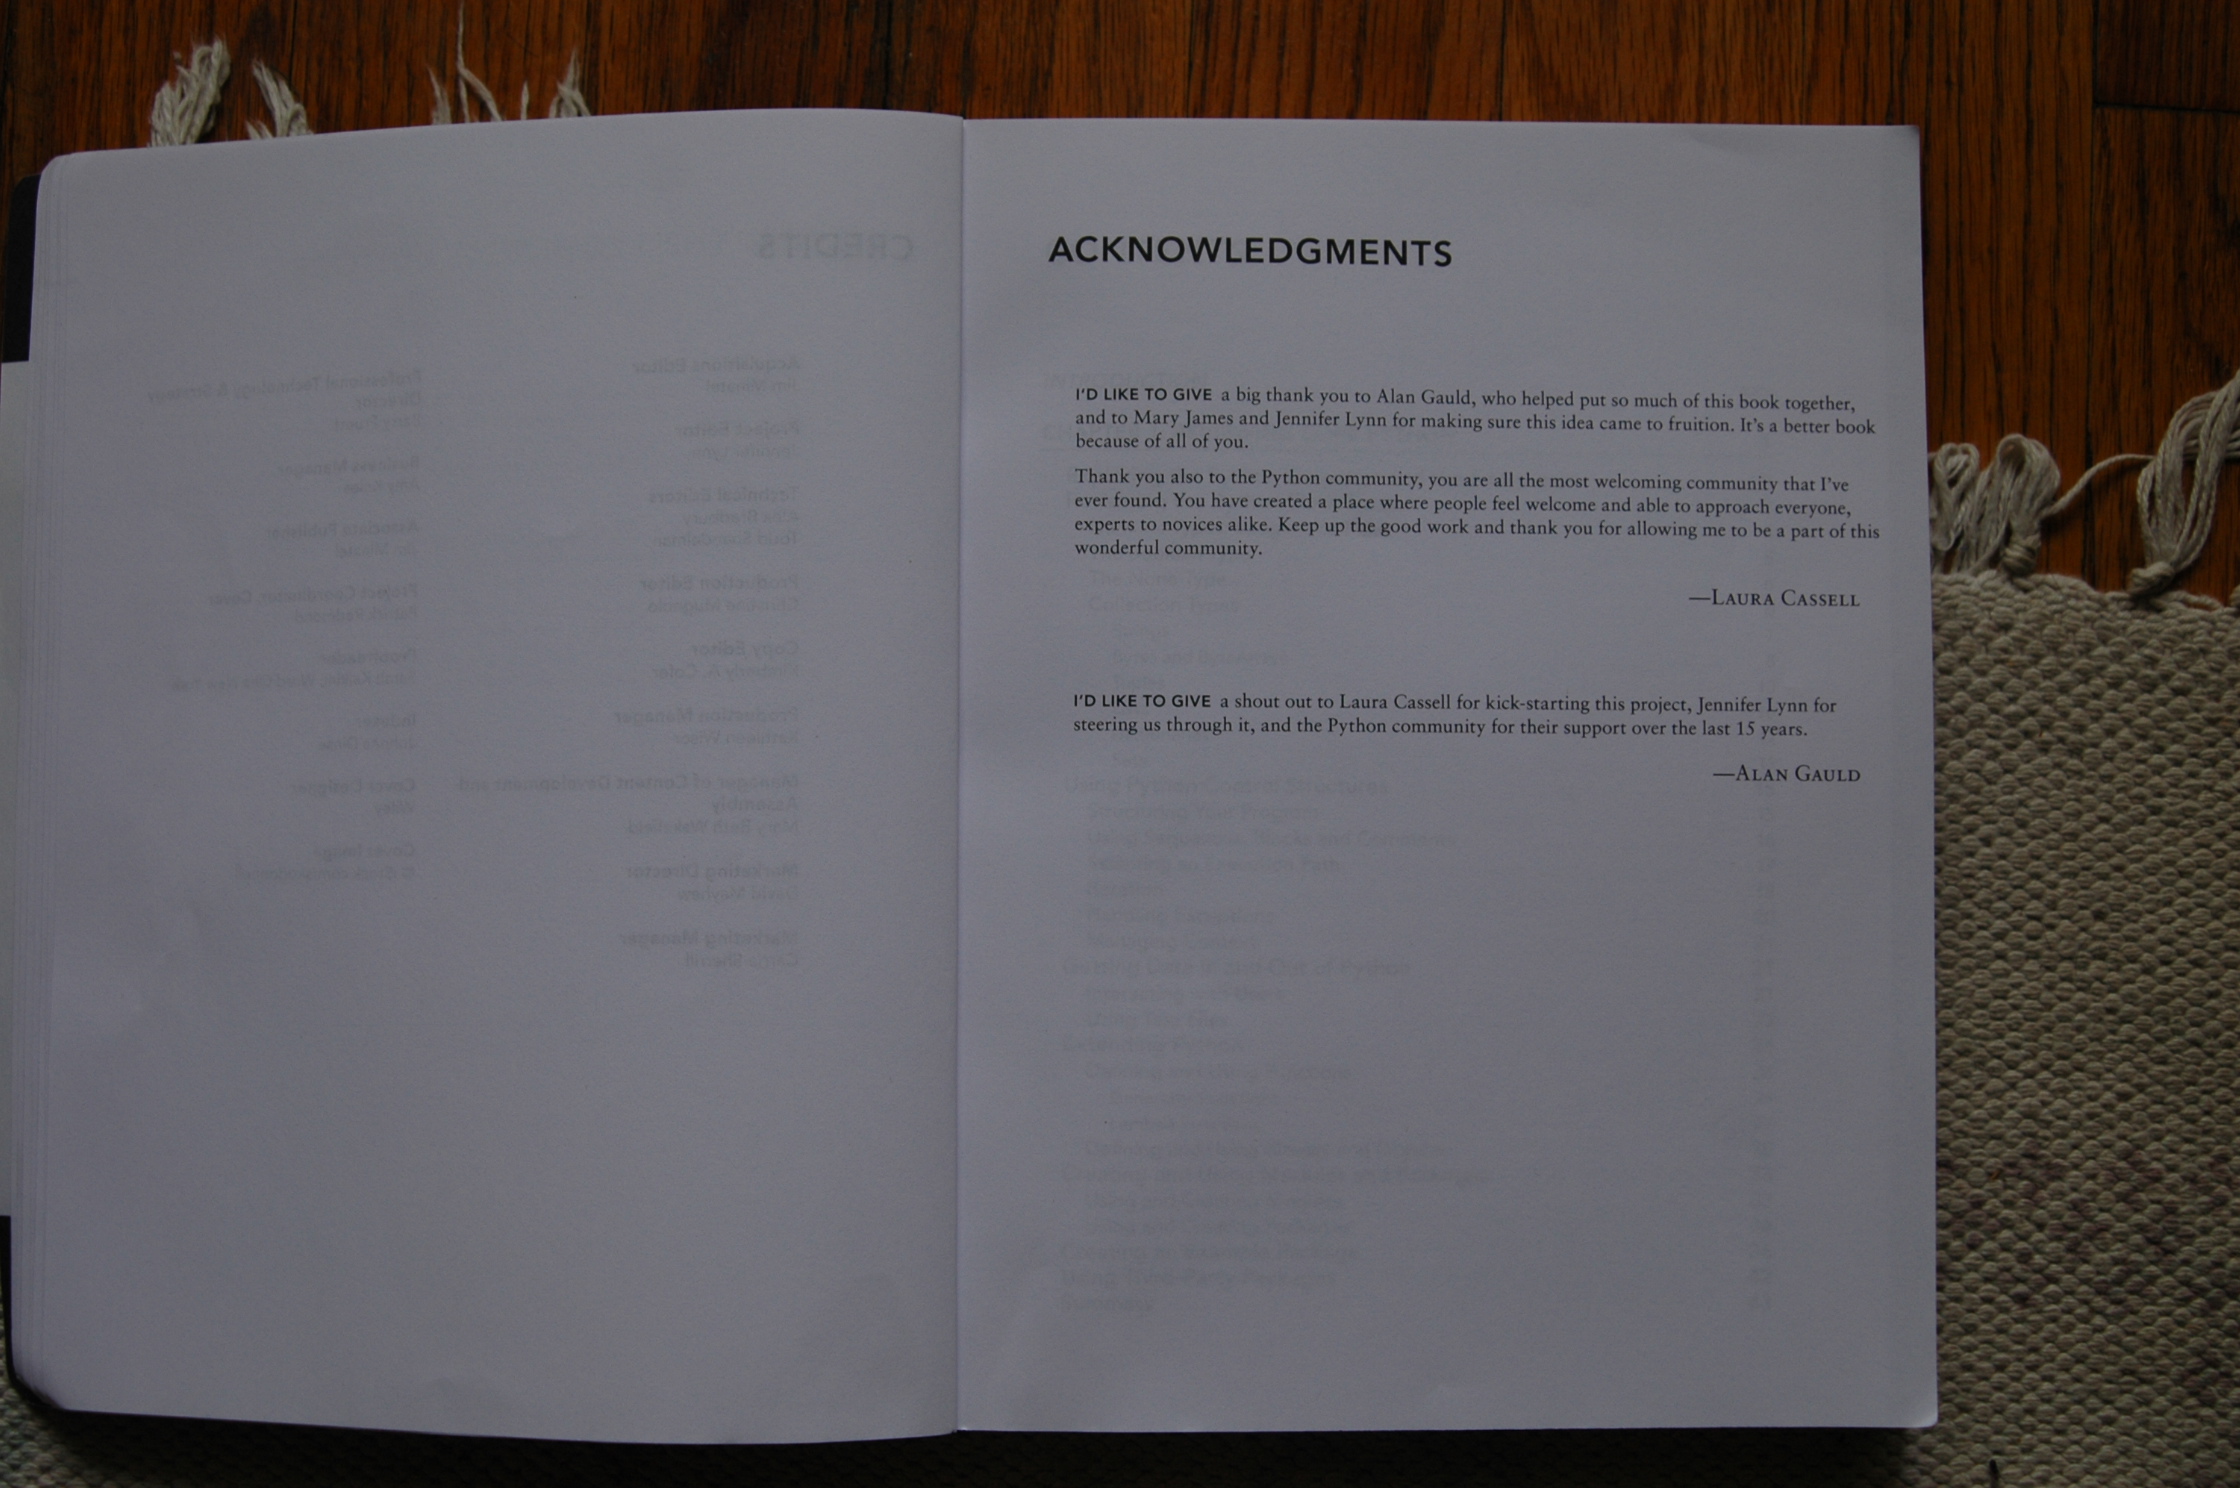 ACKNOWLEDGMENTS
I'D LIKE TO GIVE a big thank you to Alan Gauld, who helped put so much of this book together,
and to Mary James and Jennifer Lynn for making sure this idea came to fruition. It's a better book
because of all of you.
Thank you also to the Python community, you are all the most welcoming community that I've
ever found. You have created a place where people feel welcome and able to approach everyone,
experts to novices alike. Keep up the good work and thank you for allowing me to be a part of this
wonderful community.
—LAURA CASSELL
I'D LIKE TO GIVE a shout out to Laura Cassell for kick-starting this project, Jennifer Lynn for
steering us through it, and the Python community for their support over the last 15 years.
—ALAN GAULD